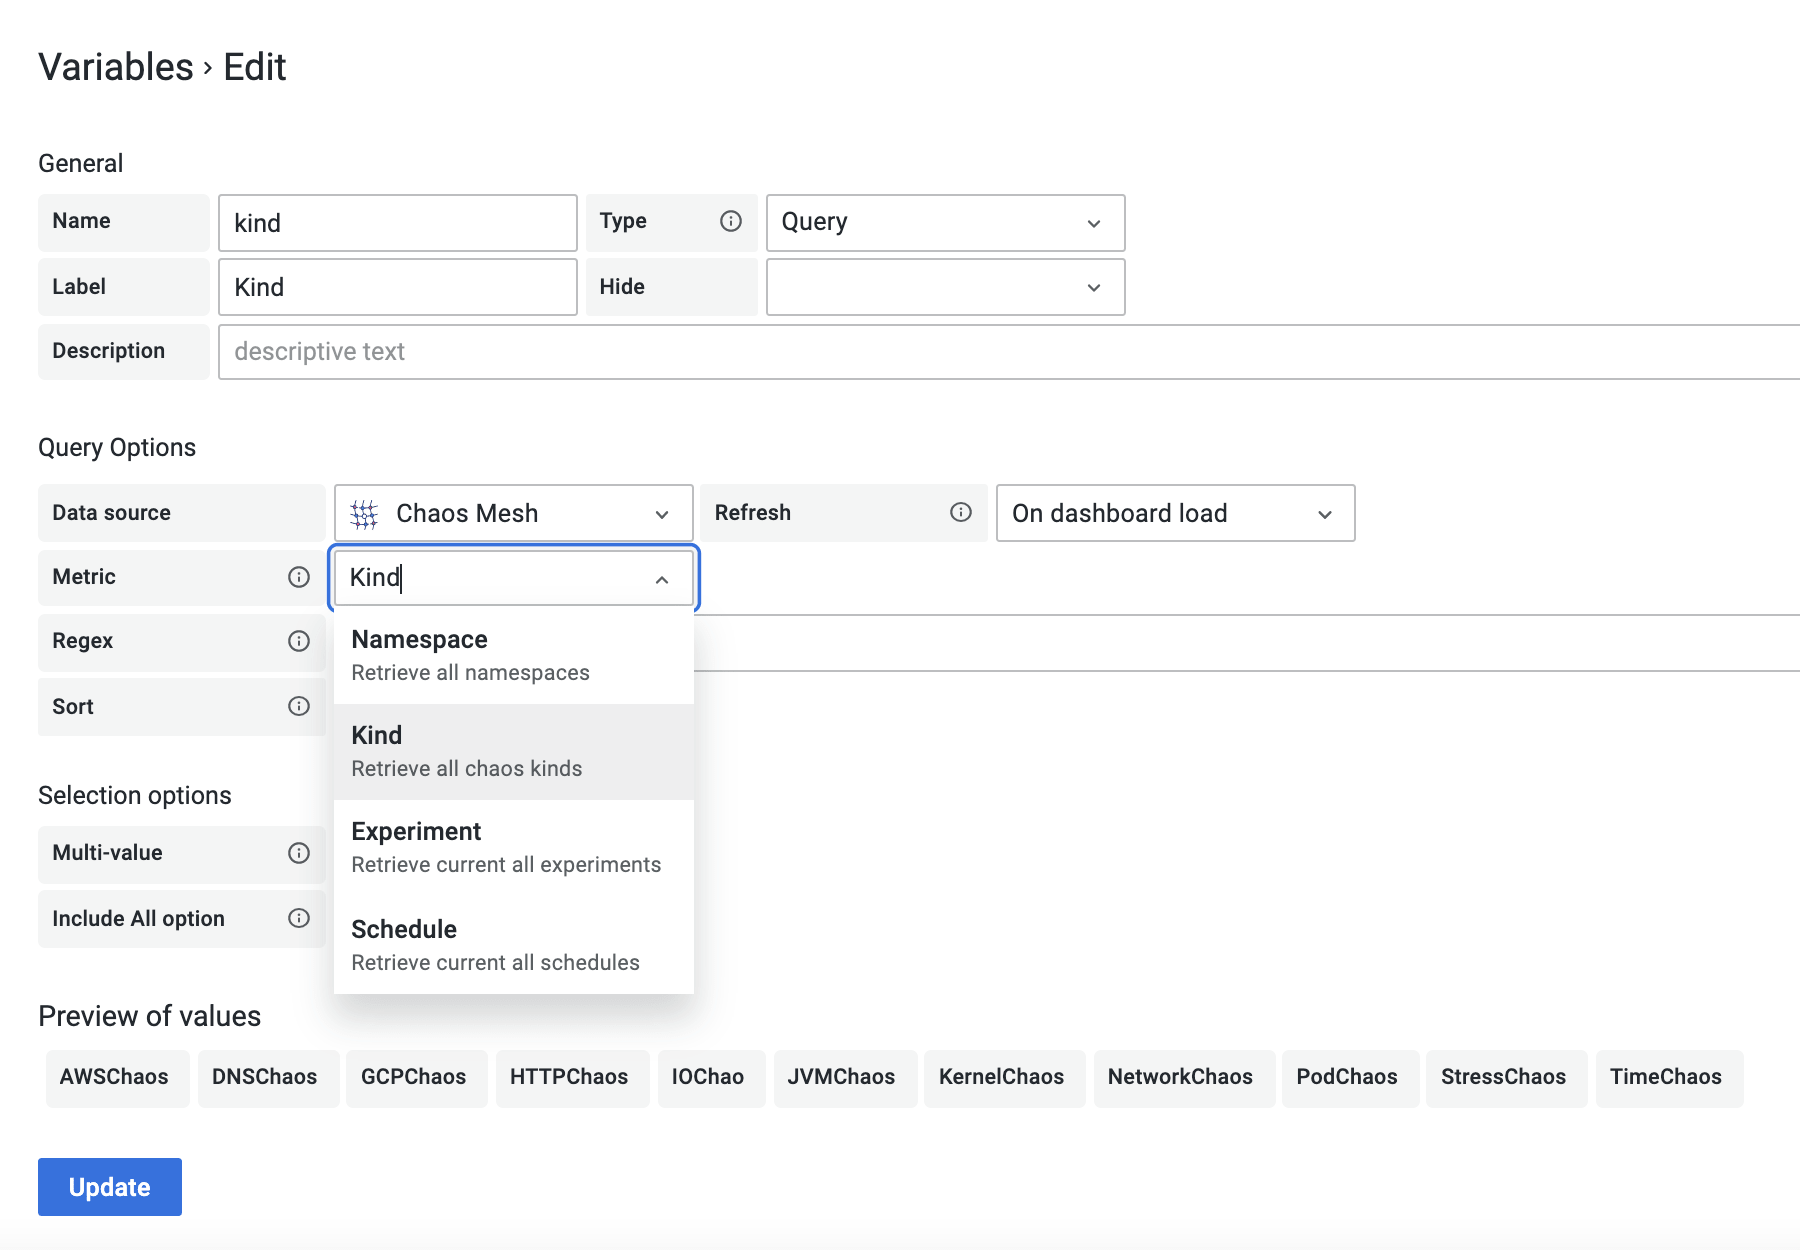 Variables › Edit
General
Name kind Type Query
Label Kind Hide
Description descriptive text
Query Options
Data source Chaos Mesh Refresh On dashboard load
Metric Kind
Regex
Sort
Namespace
Retrieve all namespaces
Kind
Retrieve all chaos kinds
Experiment
Retrieve current all experiments
Schedule
Retrieve current all schedules
Selection options
Multi-value
Include All option
Preview of values
AWSChaos DNSChaos GCPChaos HTTPChaos IOChao JVMChaos KernelChaos NetworkChaos PodChaos StressChaos TimeChaos
Update